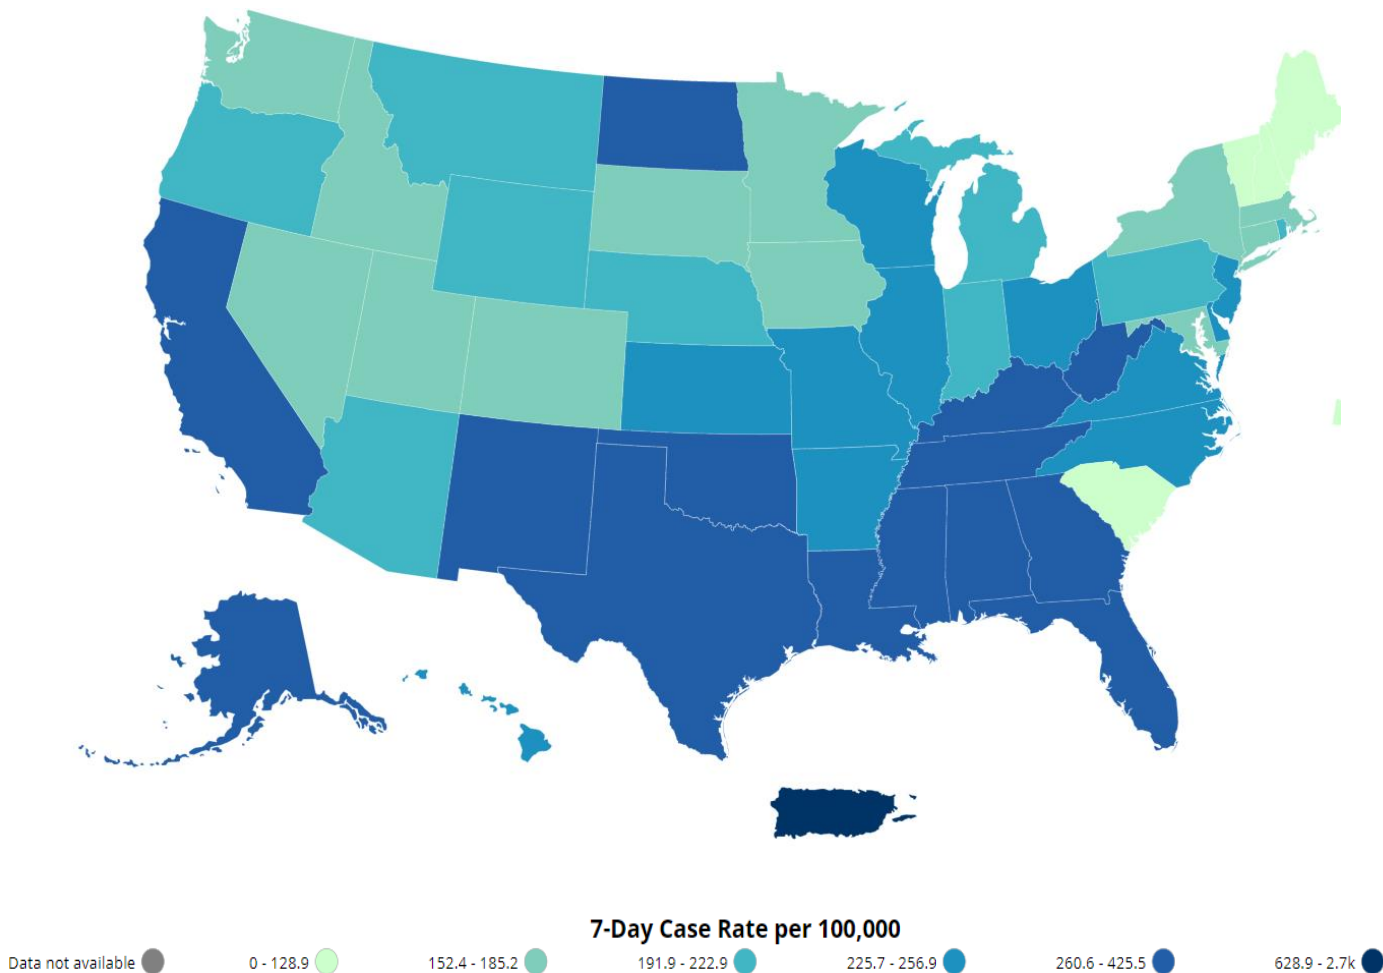 7-Day Case Rate per 100,000
Data not available 0 - 128.9 152.4 - 185.2 191.9 - 222.9 225.7 - 256.9 260.6 - 425.5 628.9 - 2.7k